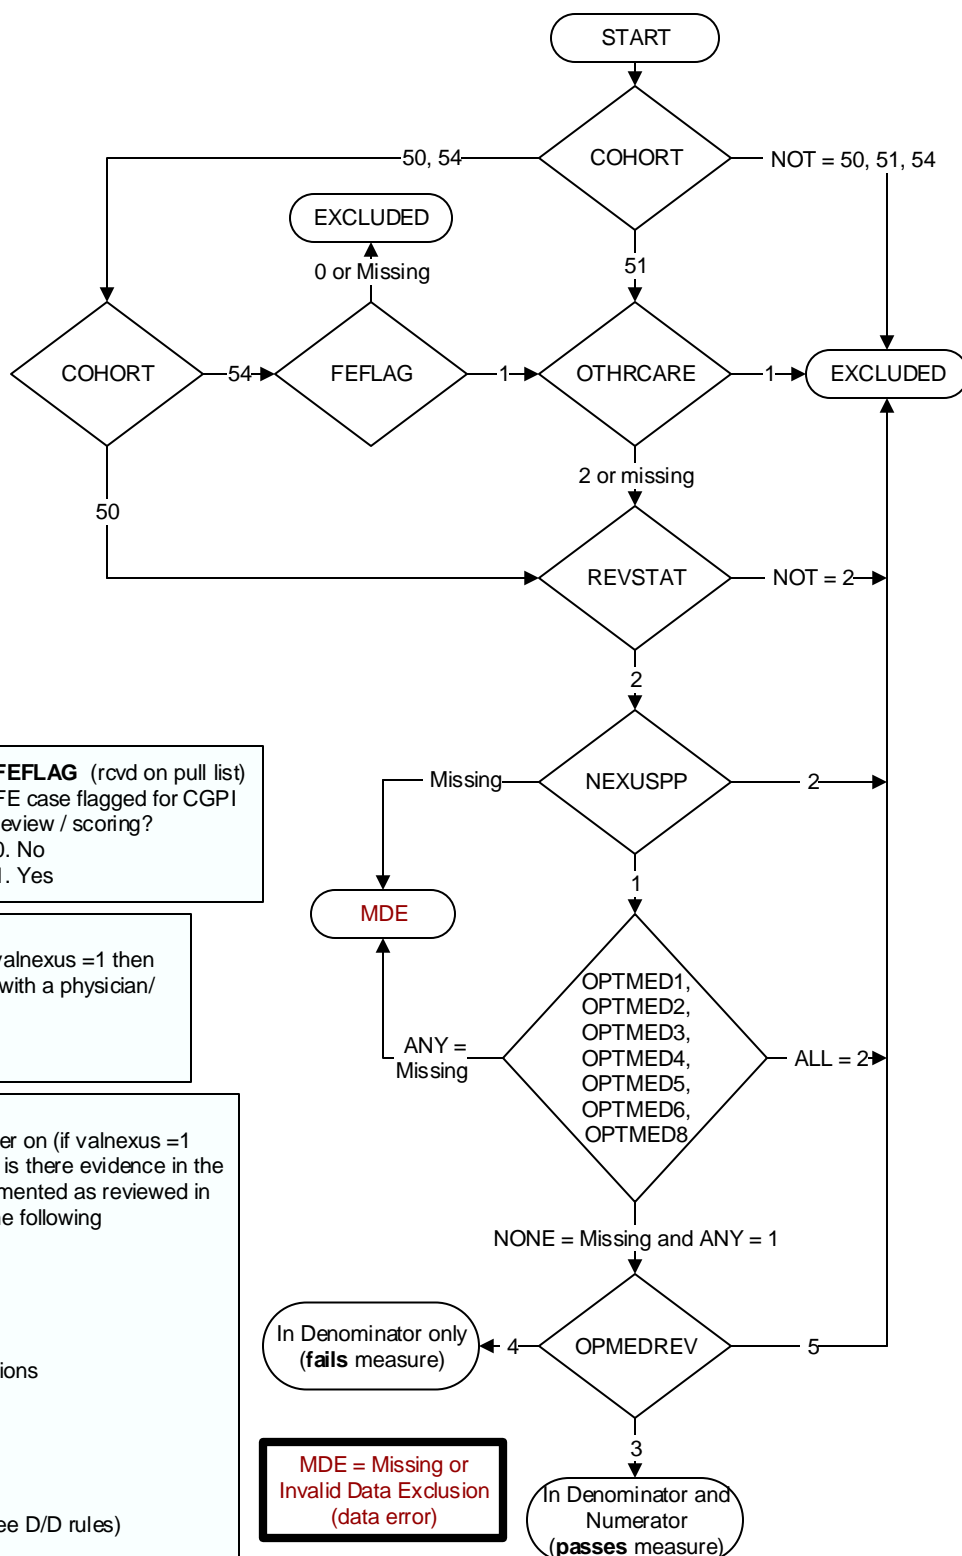 START
COHORT
50, 54
NOT = 50, 51, 54
EXCLUDED
0 or Missing
51
COHORT
54
FEFLAG
1
OTHRCARE
1
EXCLUDED
2 or missing
50
REVSTAT
NOT = 2
2
FEFLAG (rcvd on pull list)
FE case flagged for CGPI
review / scoring?
0. No
1. Yes
Missing
NEXUSPP
2
1
MDE
valnexus =1 then
with a physician/
OPTMED1,
OPTMED2,
OPTMED3,
OPTMED4,
OPTMED5,
OPTMED6,
OPTMED8
ANY =
Missing
ALL = 2
er on (if valnexus =1
is there evidence in the
mented as reviewed in
he following
ions
ee D/D rules)
NONE = Missing and ANY = 1
In Denominator only
(fails measure)
4
OPMEDREV
5
3
MDE = Missing or
Invalid Data Exclusion
(data error)
In Denominator and
Numerator
(passes measure)